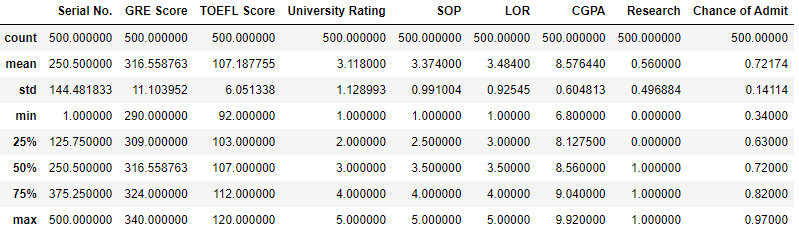 Serial No. GRE Score TOEFL Score University Rating SOP LOR CGPA Research Chance of Admit
count 500.000000 500.000000 500.000000 500.000000 500.000000 500.00000 500.000000 500.000000 500.00000
mean 250.500000 316.558763 107.187755 3.118000 3.374000 3.48400 8.576440 0.560000 0.72174
std 144.481833 11.103952 6.051338 1.128993 0.991004 0.92545 0.604813 0.496884 0.14114
min 1.000000 290.000000 92.000000 1.000000 1.000000 1.00000 6.800000 0.000000 0.34000
25% 125.750000 309.000000 103.000000 2.000000 2.500000 3.00000 8.127500 0.000000 0.63000
50% 250.500000 316.558763 107.000000 3.000000 3.500000 3.50000 8.560000 1.000000 0.72000
75% 375.250000 324.000000 112.000000 4.000000 4.000000 4.00000 9.040000 1.000000 0.82000
max 500.000000 340.000000 120.000000 5.000000 5.000000 5.00000 9.920000 1.000000 0.97000